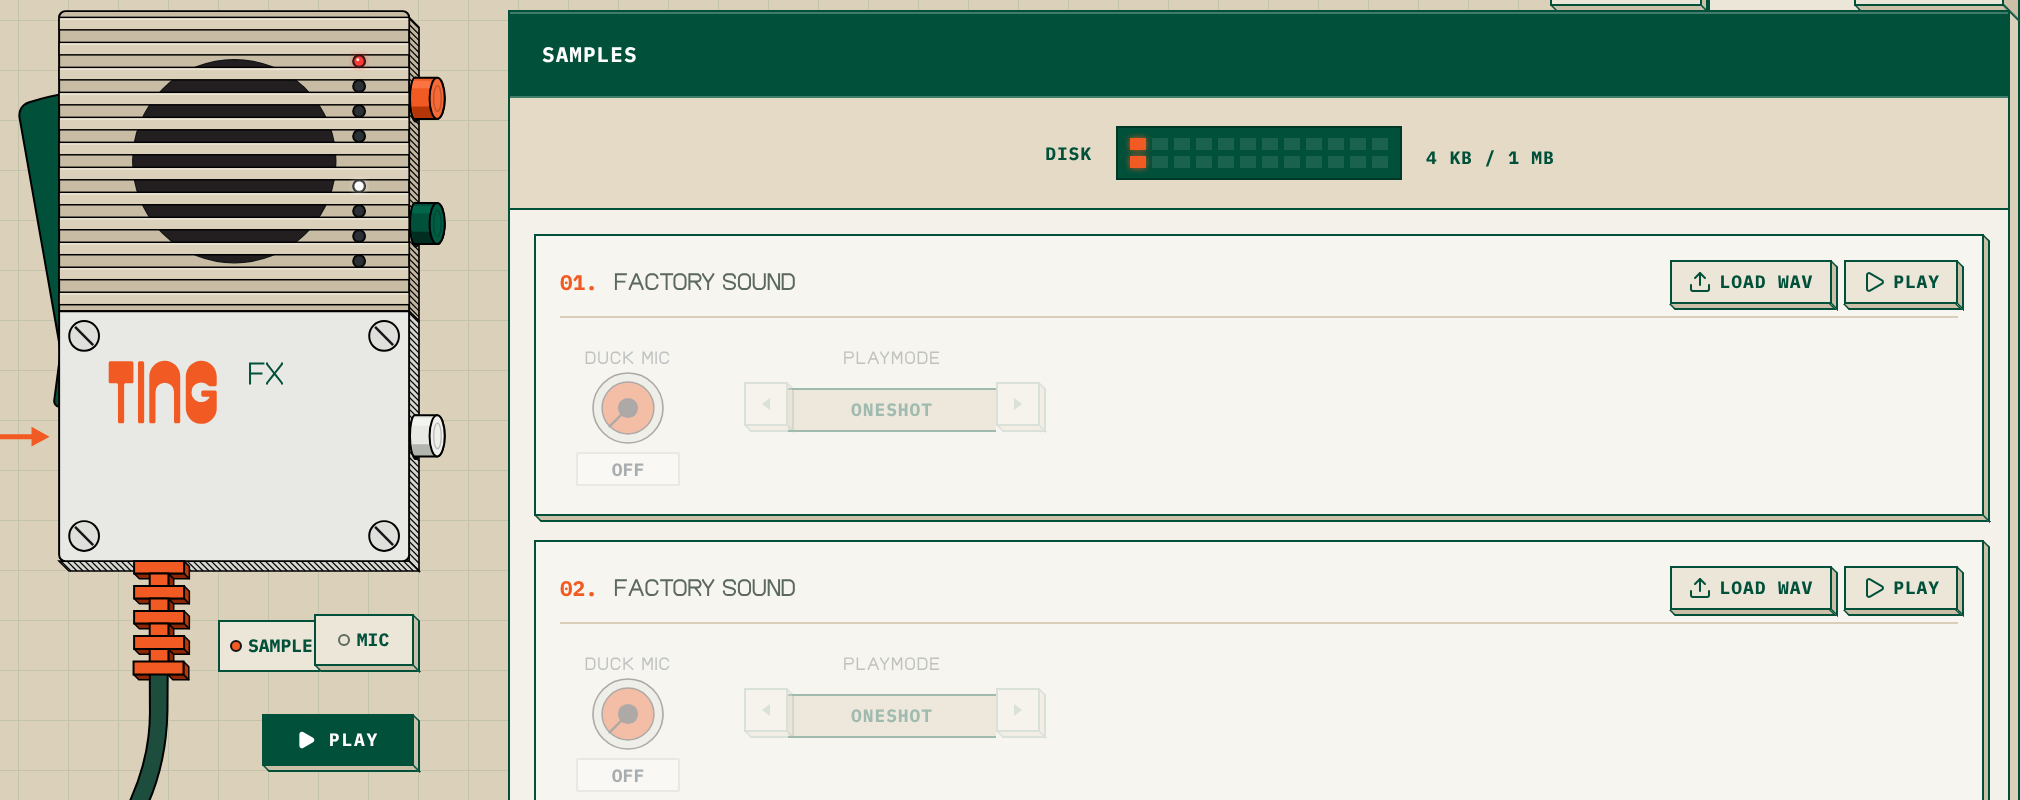 TING FX
SAMPLE
MIC
PLAY
SAMPLES
DISK
4 KB / 1 MB
01. FACTORY SOUND
LOAD WAV
PLAY
DUCK MIC
PLAYMODE
ONESHOT
OFF
02. FACTORY SOUND
LOAD WAV
PLAY
DUCK MIC
PLAYMODE
ONESHOT
OFF